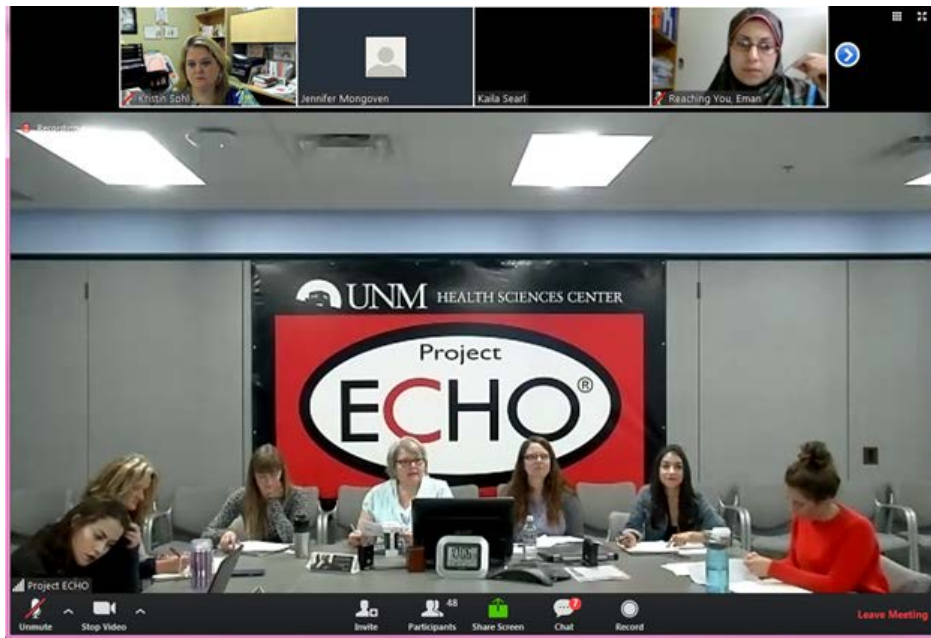 Kristin Sohl
Jennifer Mongoven
Kaila Searl
Reaching You, Eman
Recording
UNM HEALTH SCIENCES CENTER
Project
ECHO®
Project ECHO
Unmute
Stop Video
Invite
48
Participants
Share Screen
7
Chat
Record
Leave Meeting